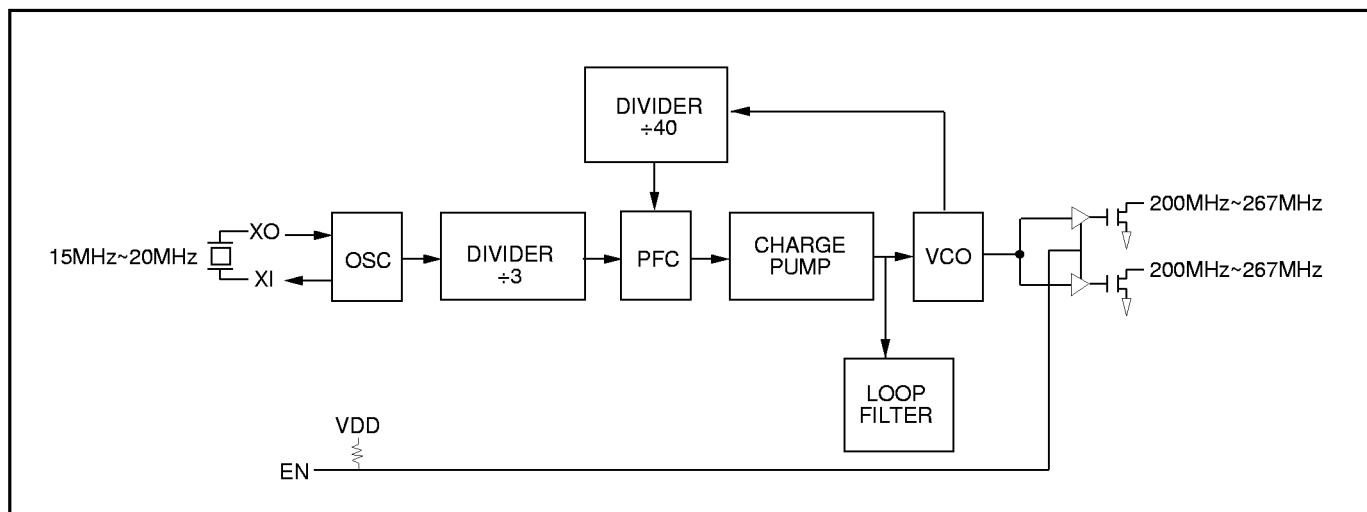 DIVIDER
÷40
XO
15MHz~20MHz
XI
OSC
DIVIDER
÷3
PFC
CHARGE
PUMP
VCO
200MHz~267MHz
200MHz~267MHz
LOOP
FILTER
VDD
EN